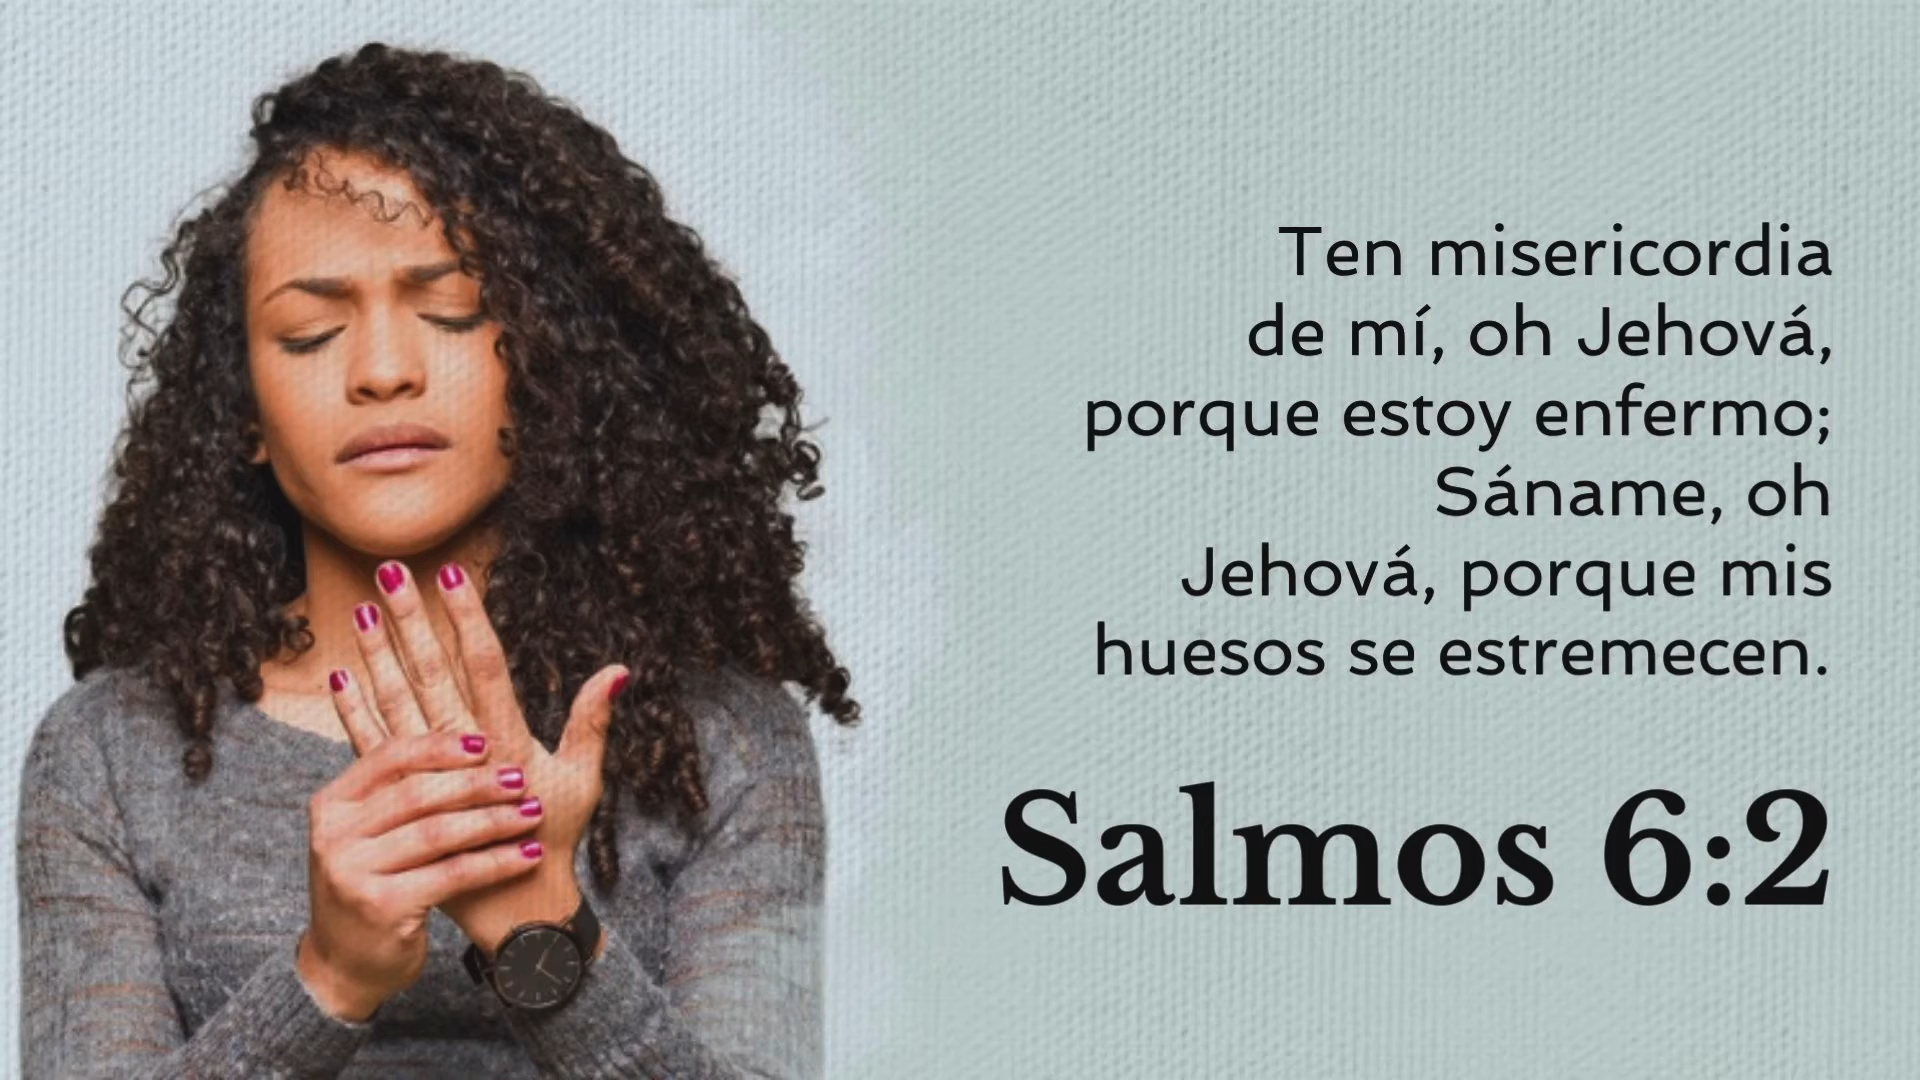 Ten misericordia
de mí, oh Jehová,
porque estoy enfermo;
Sáname, oh
Jehová, porque mis
huesos se estremecen.
Salmos 6:2